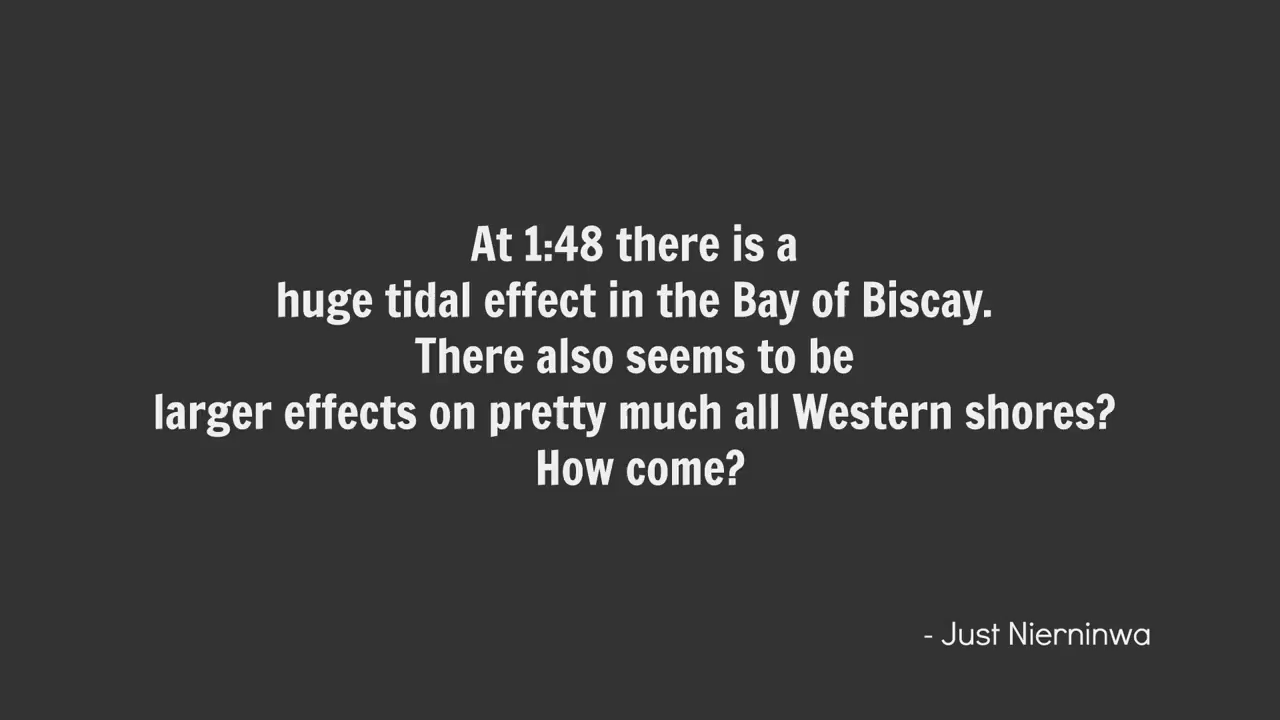 At 1:48 there is a
huge tidal effect in the Bay of Biscay.
There also seems to be
larger effects on pretty much all Western shores?
How come?
- Just Nierninwa